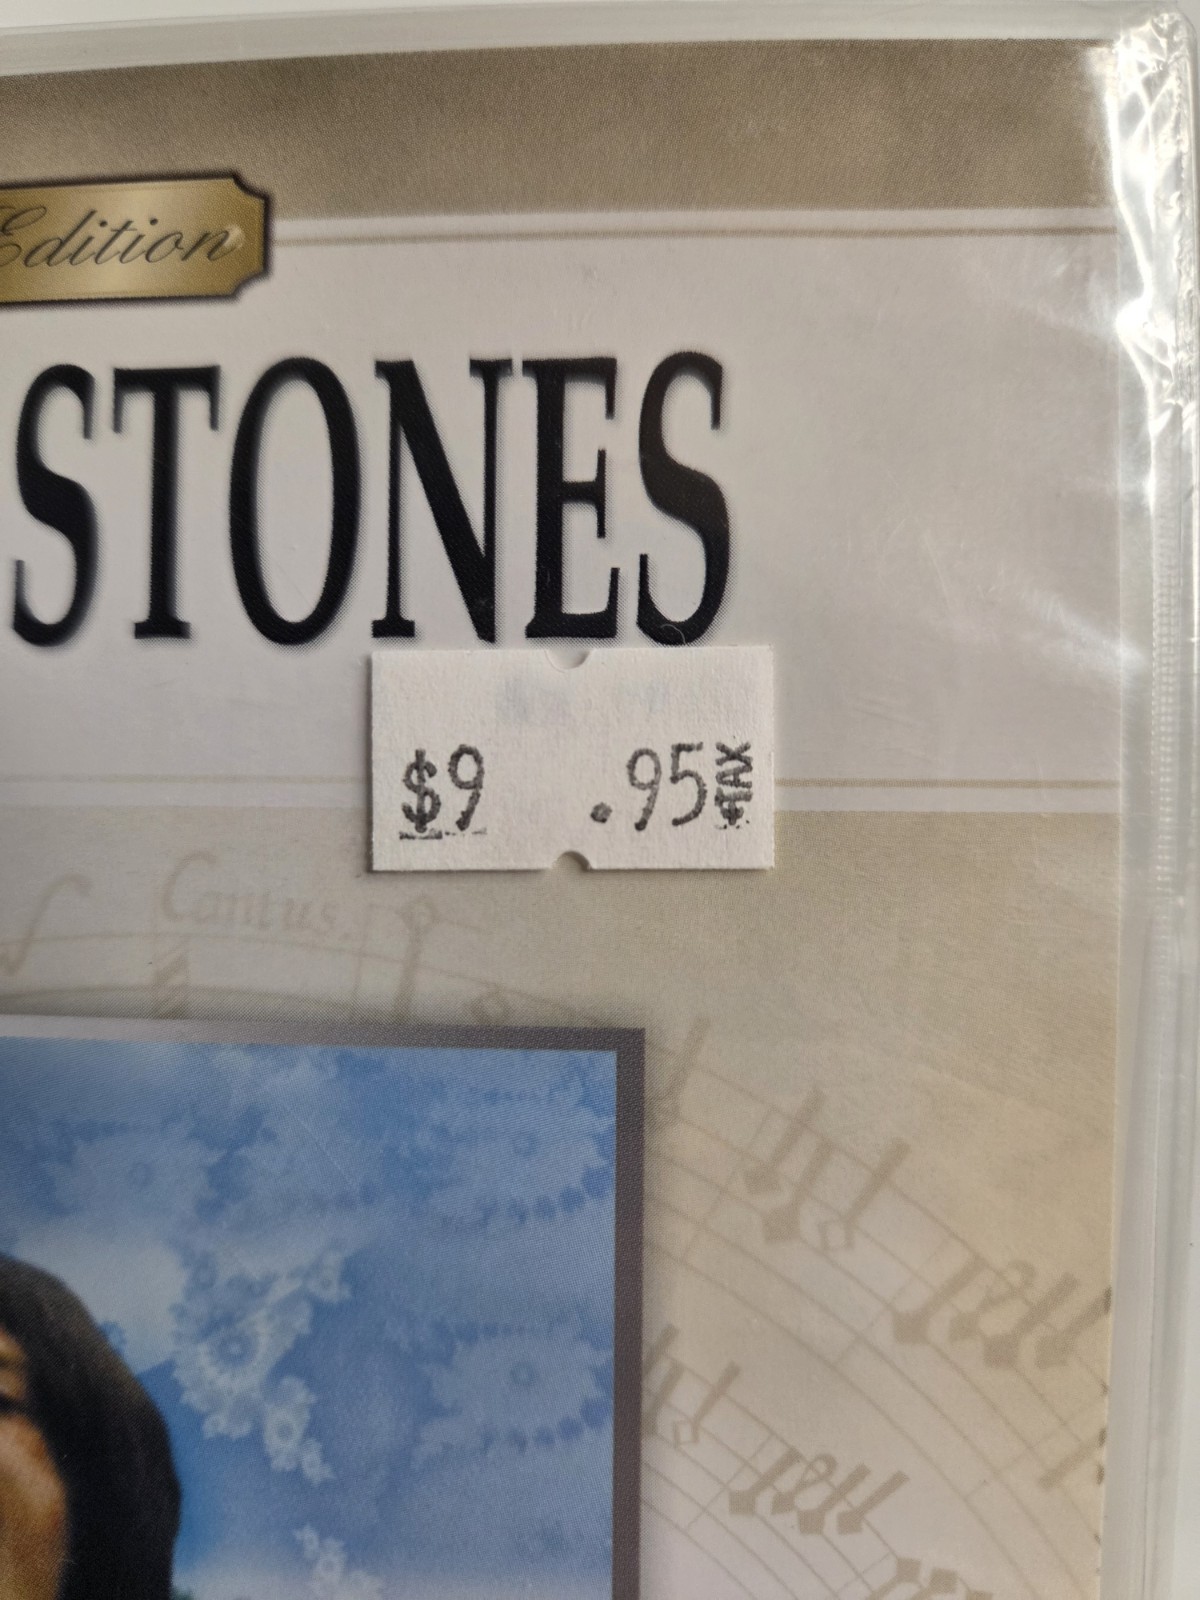 Edition
STONES
$9 .95 +TAX
Cantus.